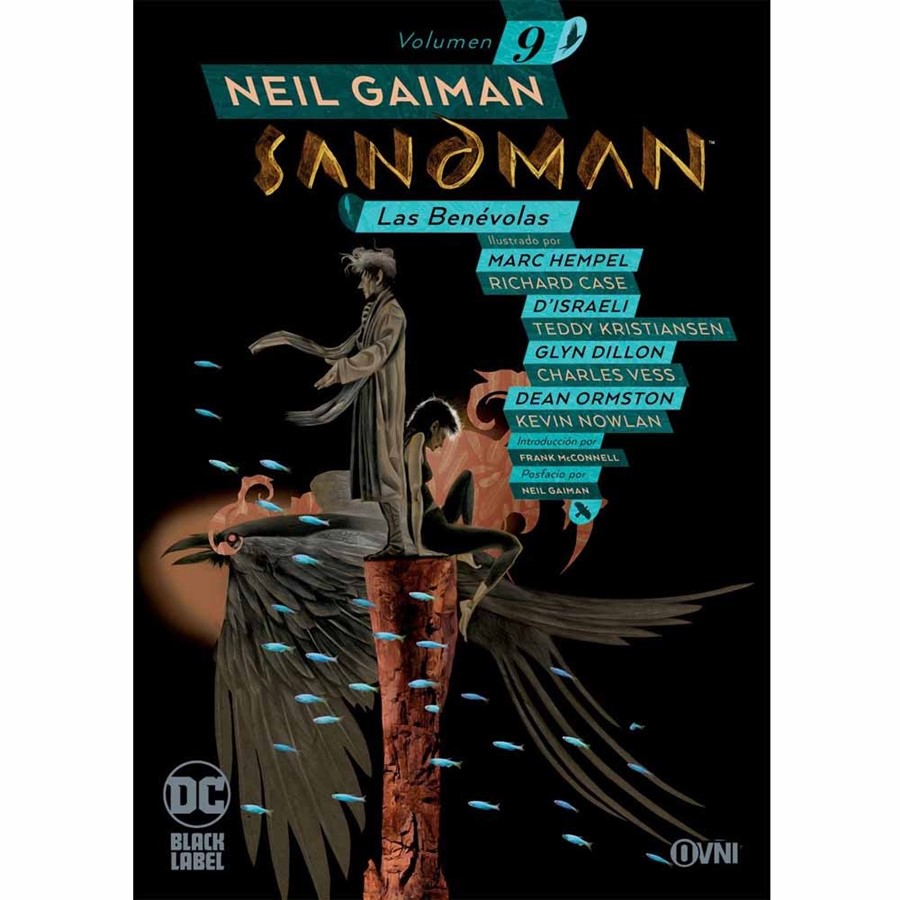 Volumen 9
NEIL GAIMAN
SANDMAN™
Las Benévolas
Ilustrado por
MARC HEMPEL
RICHARD CASE
D'ISRAELI
TEDDY KRISTIANSEN
GLYN DILLON
CHARLES VESS
DEAN ORMSTON
KEVIN NOWLAN
Introducción por
FRANK McCONNELL
Posfacio por
NEIL GAIMAN
DC
BLACK
LABEL
OVNI